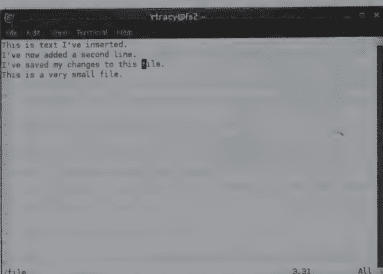 rtracy@fs2:~
File Edit View Terminal Help
This is text I've inserted.
I've now added a second line.
I've saved my changes to this file.
This is a very small file.
/file 3,31 All